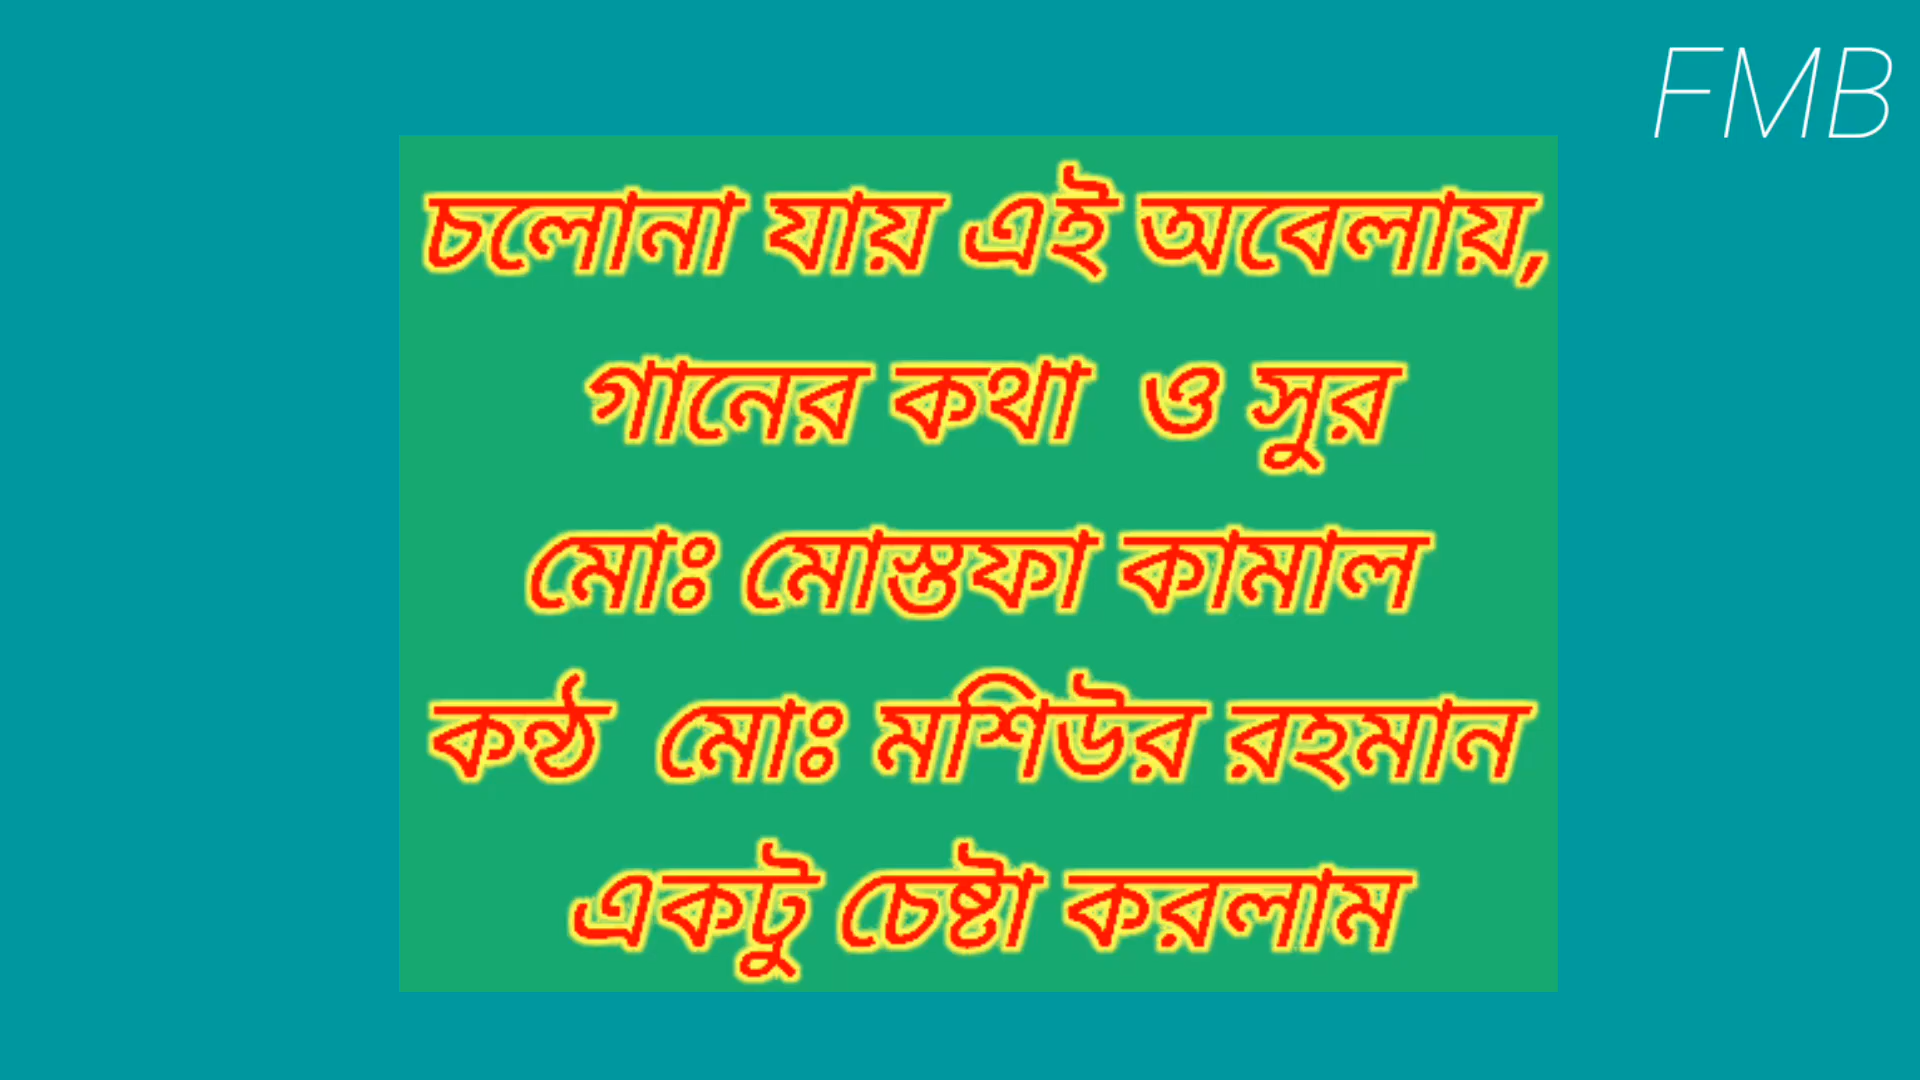 FMB
চলোনা যায় এই অবেলায়,
গানের কথা ও সুর
মোঃ মোস্তফা কামাল
কন্ঠ মোঃ মশিউর রহমান
একটু চেষ্টা করলাম